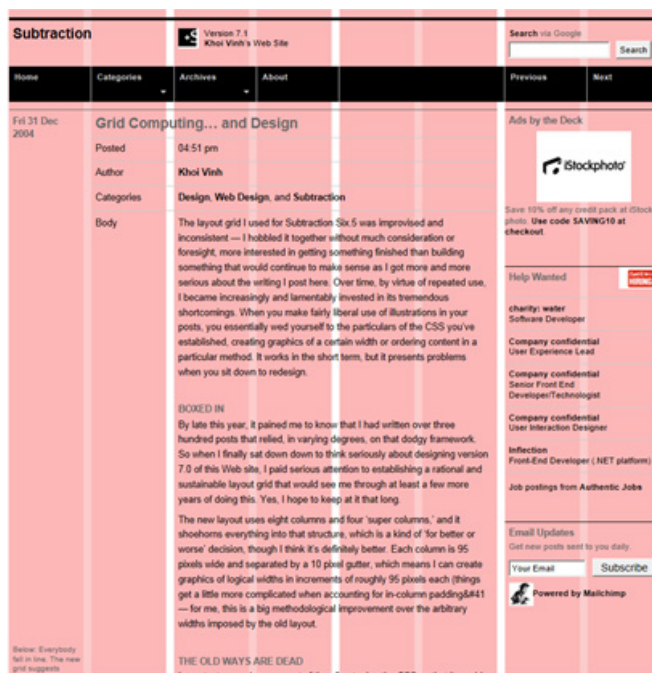 Subtraction
Version 7.1
Khoi Vinh's Web Site
Search via Google
Search
Home
Categories
Archives
About
Previous
Next
Fri 31 Dec
2004
Grid Computing... and Design
Posted
04:51 pm
Author
Khoi Vinh
Categories
Design, Web Design, and Subtraction
Body
The layout grid I used for Subtraction Six.5 was improvised and
inconsistent — I hobbled it together without much consideration or
foresight, more interested in getting something finished than building
something that would continue to make sense as I got more and more
serious about the writing I post here. Over time, by virtue of repeated use,
I became increasingly and lamentably invested in its tremendous
shortcomings. When you make fairly liberal use of illustrations in your
posts, you essentially wed yourself to the particulars of the CSS you've
established, creating graphics of a certain width or ordering content in a
particular method. It works in the short term, but it presents problems
when you sit down to redesign.
BOXED IN
By late this year, it pained me to know that I had written over three
hundred posts that relied, in varying degrees, on that dodgy framework.
So when I finally sat down down to think seriously about designing version
7.0 of this Web site, I paid serious attention to establishing a rational and
sustainable layout grid that would see me through at least a few more
years of doing this. Yes, I hope to keep at it that long.
The new layout uses eight columns and four 'super columns,' and it
shoehorns everything into that structure, which is a kind of 'for better or
worse' decision, though I think it's definitely better. Each column is 95
pixels wide and separated by a 10 pixel gutter, which means I can create
graphics of logical widths in increments of roughly 95 pixels each (things
get a little more complicated when accounting for in-column padding&#41
— for me, this is a big methodological improvement over the arbitrary
widths imposed by the old layout.
THE OLD WAYS ARE DEAD
Below: Everybody
fall in line. The new
grid suggests
Ads by the Deck
iStockphoto
Save 10% off any credit pack at iStock
photo. Use code SAVING10 at
checkout.
Help Wanted
HIRING
charity: water
Software Developer
Company confidential
User Experience Lead
Company confidential
Senior Front End
Developer/Technologist
Company confidential
User Interaction Designer
Inflection
Front-End Developer (.NET platform)
Job postings from Authentic Jobs
Email Updates
Get new posts sent to you daily.
Your Email
Subscribe
Powered by Mailchimp